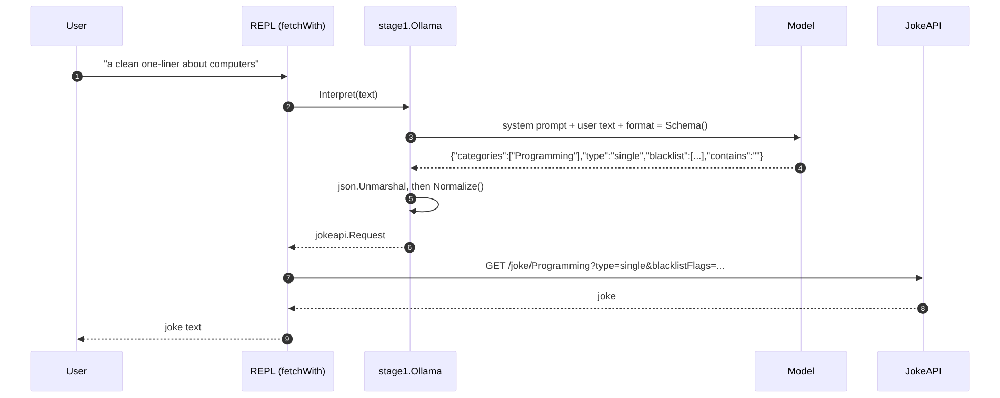 User
REPL (fetchWith)
stage1.Ollama
Model
JokeAPI
"a clean one-liner about computers"
1
Interpret(text)
2
system prompt + user text + format = Schema()
3
{"categories":["Programming"],"type":"single","blacklist":[...],"contains":""}
4
json.Unmarshal, then Normalize()
5
jokeapi.Request
6
GET /joke/Programming?type=single&blacklistFlags=...
7
joke
8
joke text
9
User
REPL (fetchWith)
stage1.Ollama
Model
JokeAPI